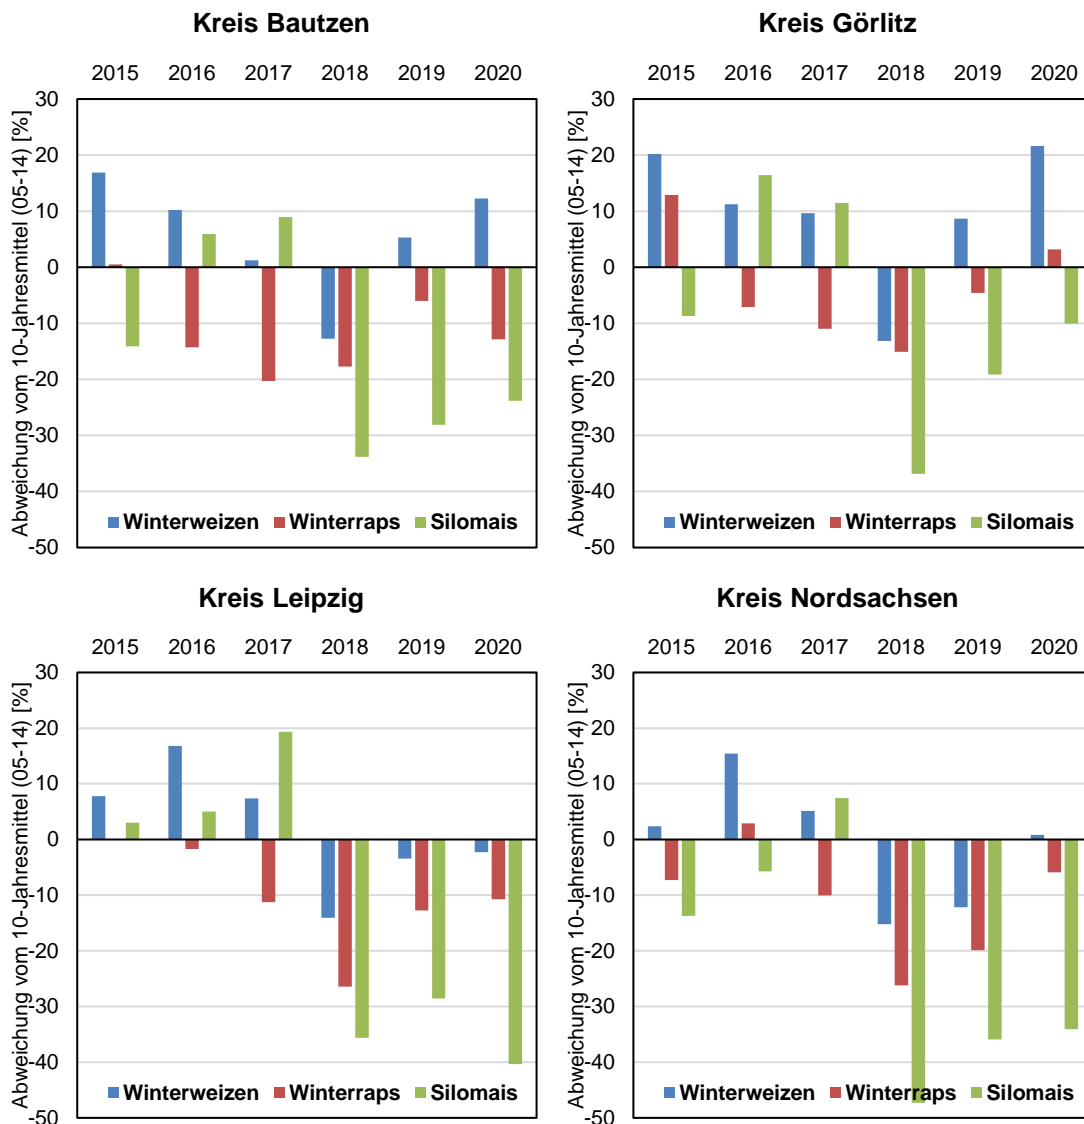 Kreis Bautzen
2015 2016 2017 2018 2019 2020
Abweichung vom 10-Jahresmittel (05-14) [%]
30
20
10
0
-10
-20
-30
-40
-50
Winterweizen Winterraps Silomais
Kreis Görlitz
2015 2016 2017 2018 2019 2020
Abweichung vom 10-Jahresmittel (05-14) [%]
30
20
10
0
-10
-20
-30
-40
-50
Winterweizen Winterraps Silomais
Kreis Leipzig
2015 2016 2017 2018 2019 2020
Abweichung vom 10-Jahresmittel (05-14) [%]
30
20
10
0
-10
-20
-30
-40
-50
Winterweizen Winterraps Silomais
Kreis Nordsachsen
2015 2016 2017 2018 2019 2020
Abweichung vom 10-Jahresmittel (05-14) [%]
30
20
10
0
-10
-20
-30
-40
-50
Winterweizen Winterraps Silomais